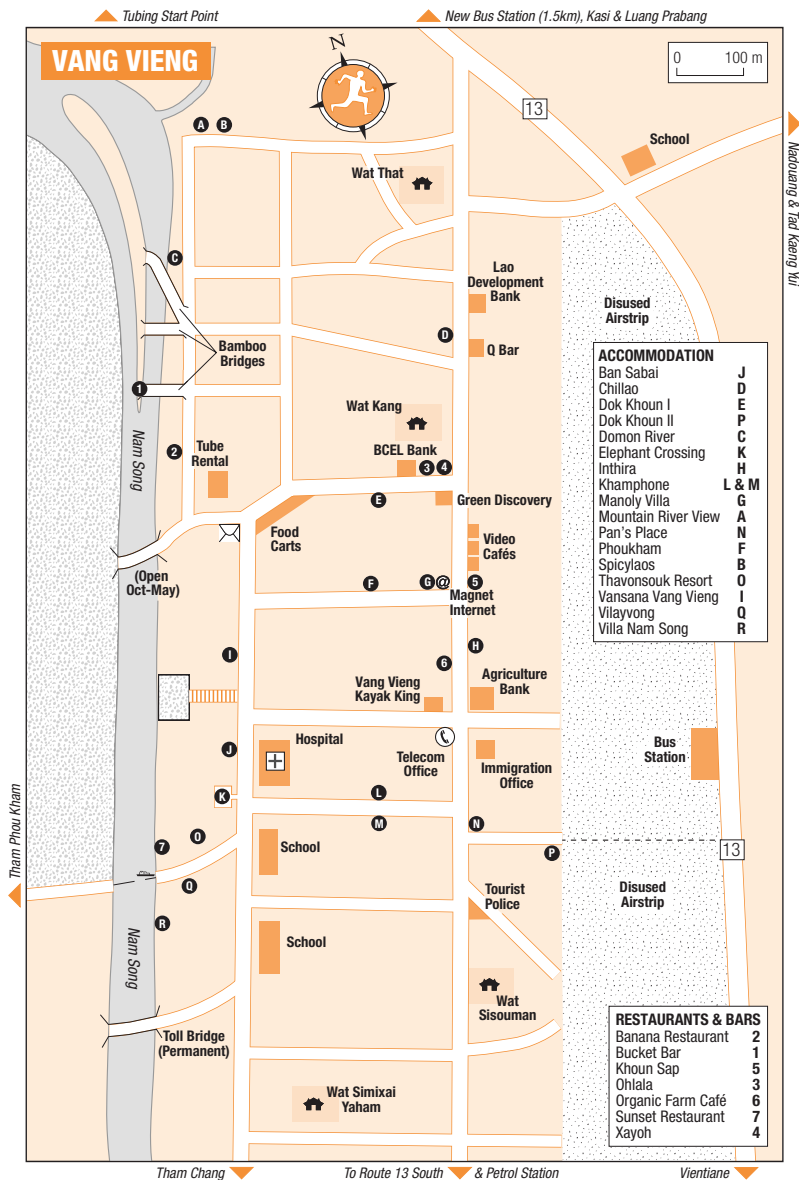 Tubing Start Point
New Bus Station (1.5km), Kasi & Luang Prabang
VANG VIENG
N
0 100 m
13
School
Nadouang & Tad Kaeng Yui
A
B
Wat That
C
Lao
Development
Bank
Disused
Airstrip
D
Q Bar
Bamboo
Bridges
ACCOMMODATION
Ban Sabai J
Chillao D
Dok Khoun I E
Dok Khoun II P
Domon River C
Elephant Crossing K
Inthira H
Khamphone L & M
Manoly Villa G
Mountain River View A
Pan's Place N
Phoukham F
Spicylaos B
Thavonsouk Resort O
Vansana Vang Vieng I
Vilayvong Q
Villa Nam Song R
1
Wat Kang
Nam Song
2
Tube
Rental
BCEL Bank
3
4
E
Green Discovery
Food
Carts
Video
Cafés
(Open
Oct-May)
F
G
@
5
Magnet
Internet
I
H
6
Vang Vieng
Kayak King
Agriculture
Bank
J
Hospital
Telecom
Office
Immigration
Office
Bus
Station
K
L
Tham Phou Kham
7
O
School
M
N
P
13
Q
Tourist
Police
Disused
Airstrip
R
Nam Song
School
Wat
Sisouman
Toll Bridge
(Permanent)
RESTAURANTS & BARS
Banana Restaurant 2
Bucket Bar 1
Khoun Sap 5
Ohlala 3
Organic Farm Café 6
Sunset Restaurant 7
Xayoh 4
Wat Simixai
Yaham
Tham Chang
To Route 13 South & Petrol Station
Vientiane